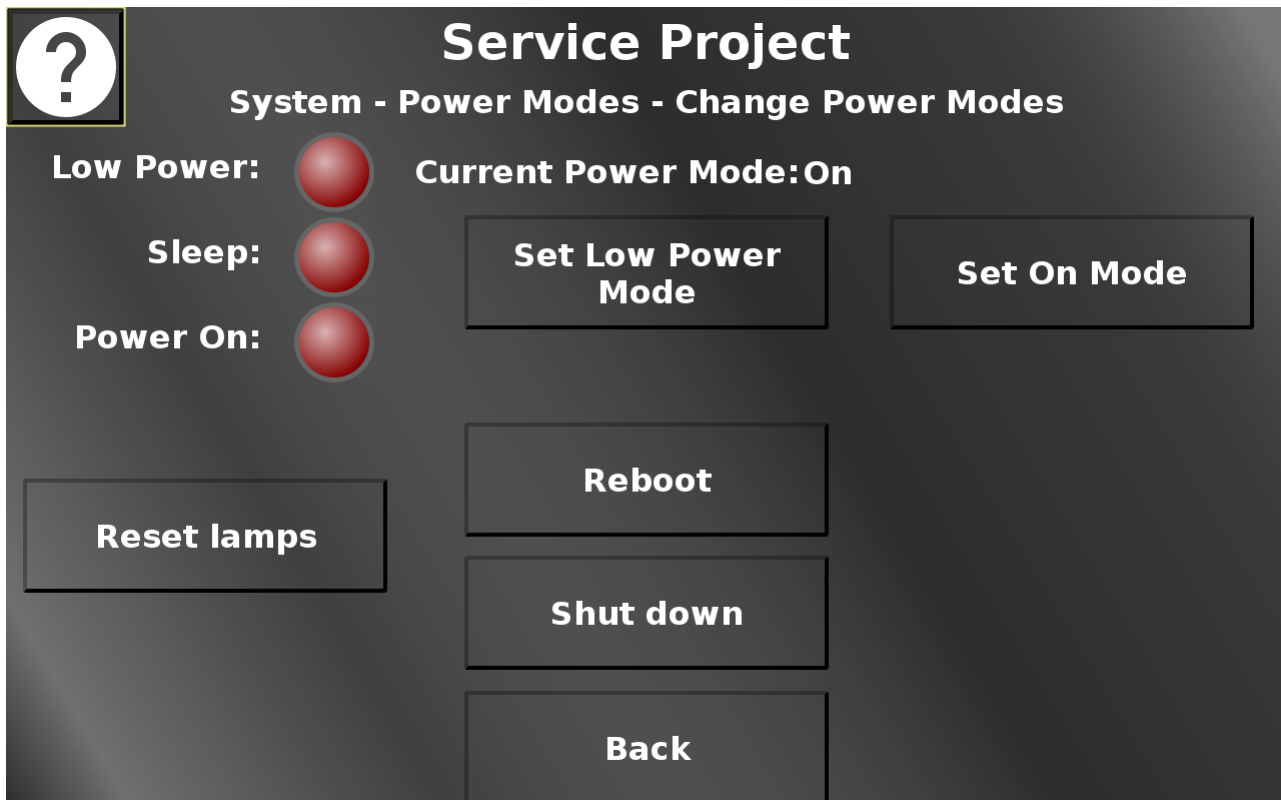 ?
Service Project
System - Power Modes - Change Power Modes
Low Power:
Current Power Mode: On
Sleep:
Set Low Power
Mode
Set On Mode
Power On:
Reboot
Reset lamps
Shut down
Back